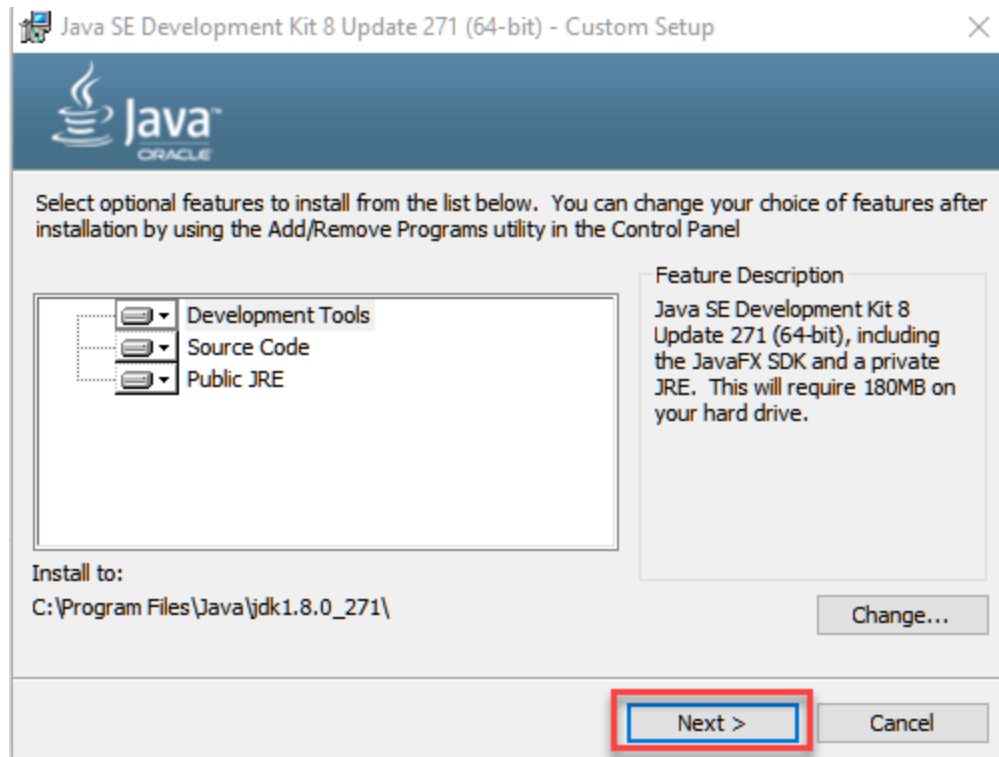 Java SE Development Kit 8 Update 271 (64-bit) - Custom Setup
Java™
ORACLE
Select optional features to install from the list below.  You can change your choice of features after
installation by using the Add/Remove Programs utility in the Control Panel
Development Tools
Source Code
Public JRE
Feature Description
Java SE Development Kit 8
Update 271 (64-bit), including
the JavaFX SDK and a private
JRE.  This will require 180MB on
your hard drive.
Install to:
C:\Program Files\Java\jdk1.8.0_271\
Change...
Next >
Cancel